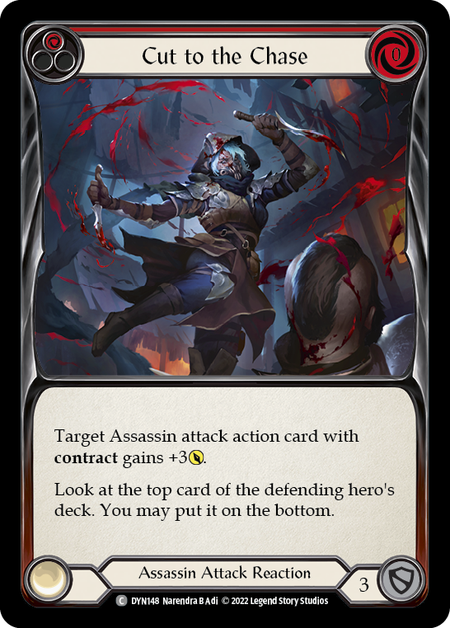 Cut to the Chase
0
Target Assassin attack action card with
contract gains +3.
Look at the top card of the defending hero's
deck. You may put it on the bottom.
Assassin Attack Reaction
3
C DYN148 Narendra B Adi © 2022 Legend Story Studios